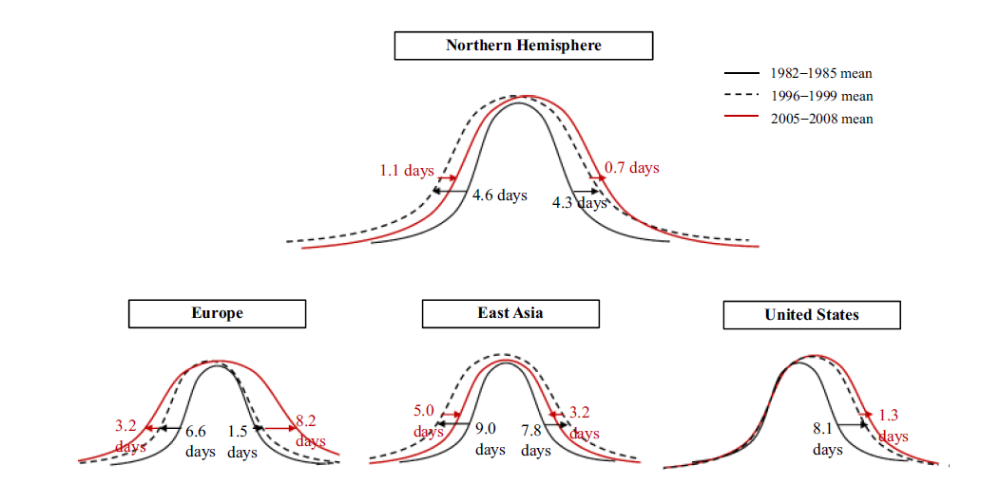 Northern Hemisphere
1982−1985 mean
1996−1999 mean
2005−2008 mean
1.1 days
0.7 days
4.6 days
4.3 days
Europe
East Asia
United States
3.2
days
6.6
days
1.5
days
8.2
days
5.0
days
9.0
days
7.8
days
3.2
days
8.1
days
1.3
days